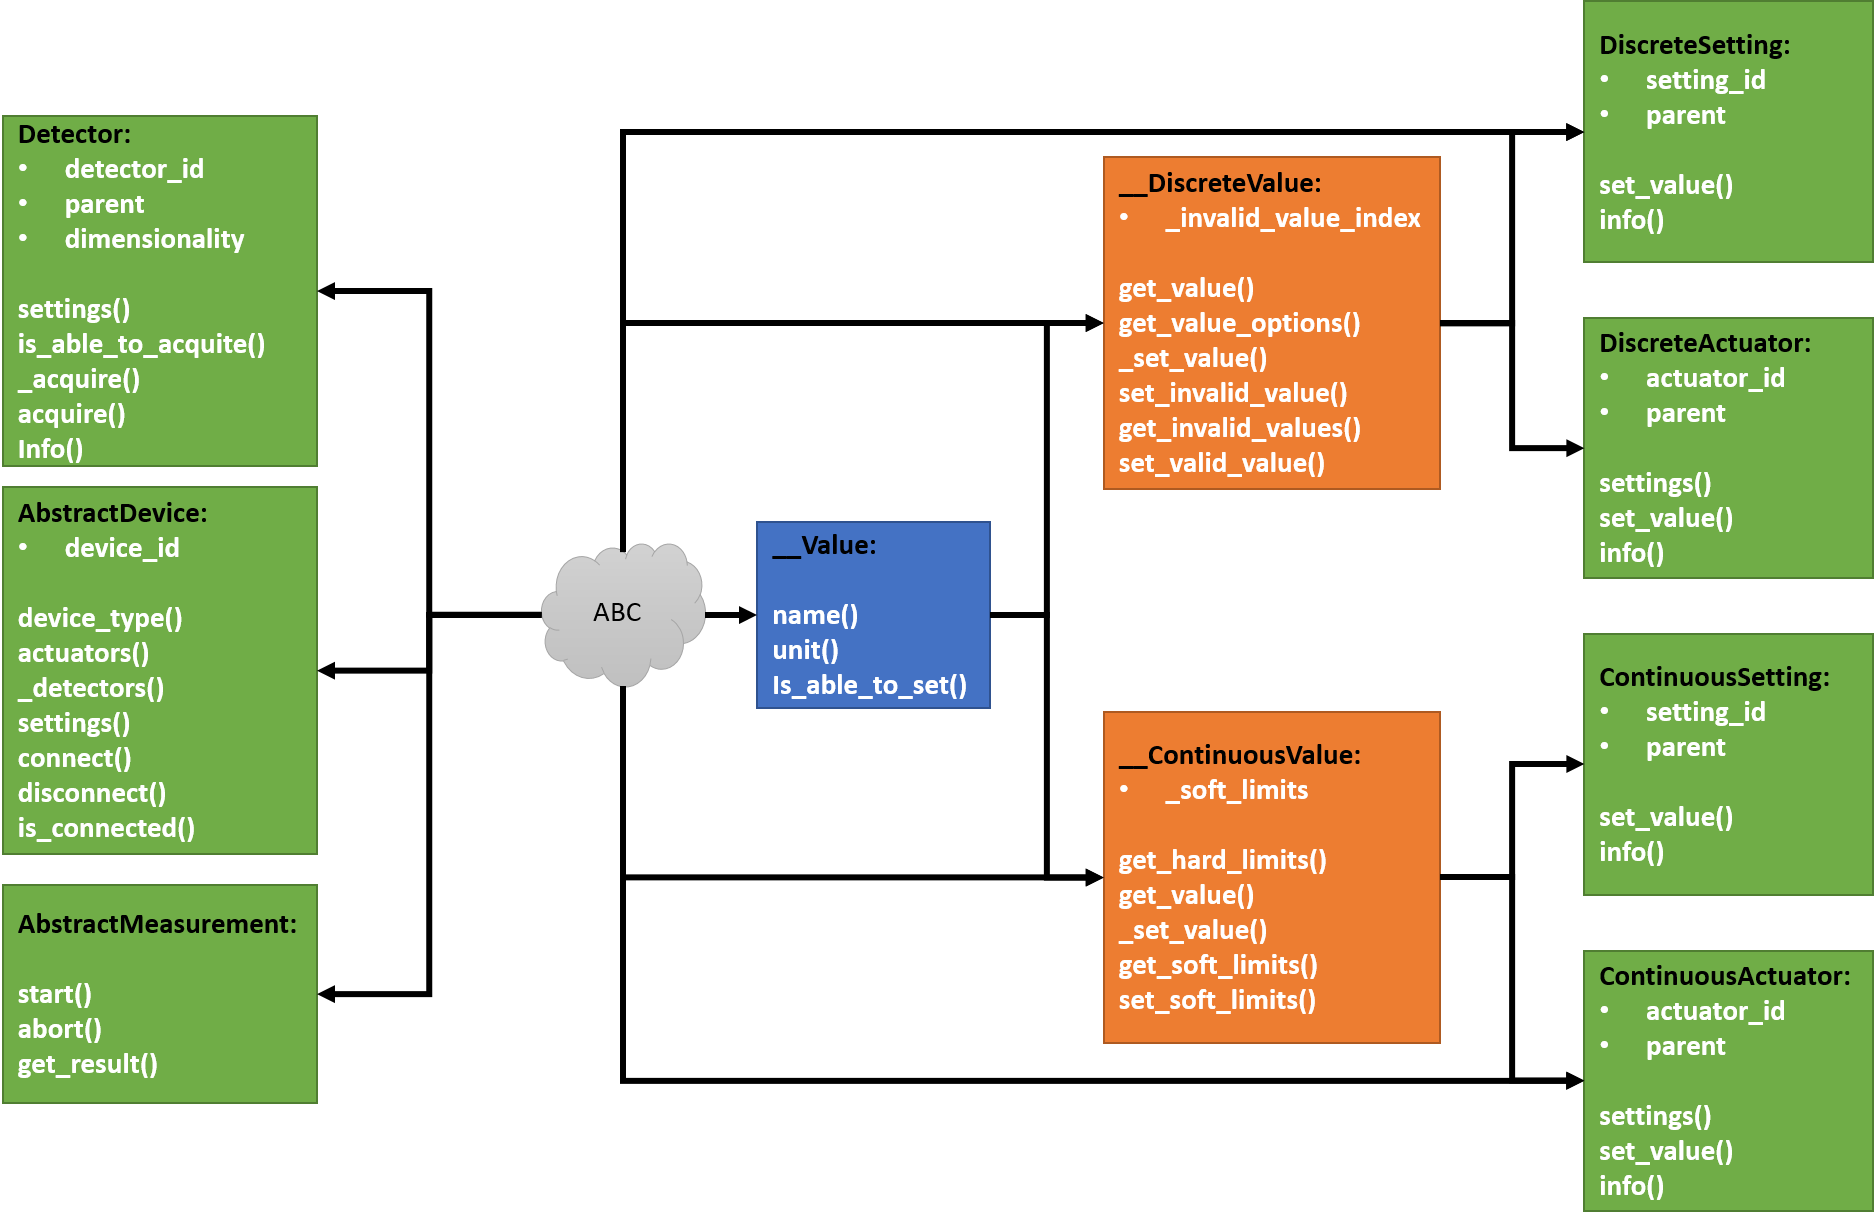 Detector:
• detector_id
• parent
• dimensionality
settings()
is_able_to_acquite()
_acquire()
acquire()
Info()
AbstractDevice:
• device_id
device_type()
actuators()
_detectors()
settings()
connect()
disconnect()
is_connected()
AbstractMeasurement:
start()
abort()
get_result()
ABC
__Value:
name()
unit()
Is_able_to_set()
__DiscreteValue:
• _invalid_value_index
get_value()
get_value_options()
_set_value()
set_invalid_value()
get_invalid_values()
set_valid_value()
__ContinuousValue:
• _soft_limits
get_hard_limits()
get_value()
_set_value()
get_soft_limits()
set_soft_limits()
DiscreteSetting:
• setting_id
• parent
set_value()
info()
DiscreteActuator:
• actuator_id
• parent
settings()
set_value()
info()
ContinuousSetting:
• setting_id
• parent
set_value()
info()
ContinuousActuator:
• actuator_id
• parent
settings()
set_value()
info()